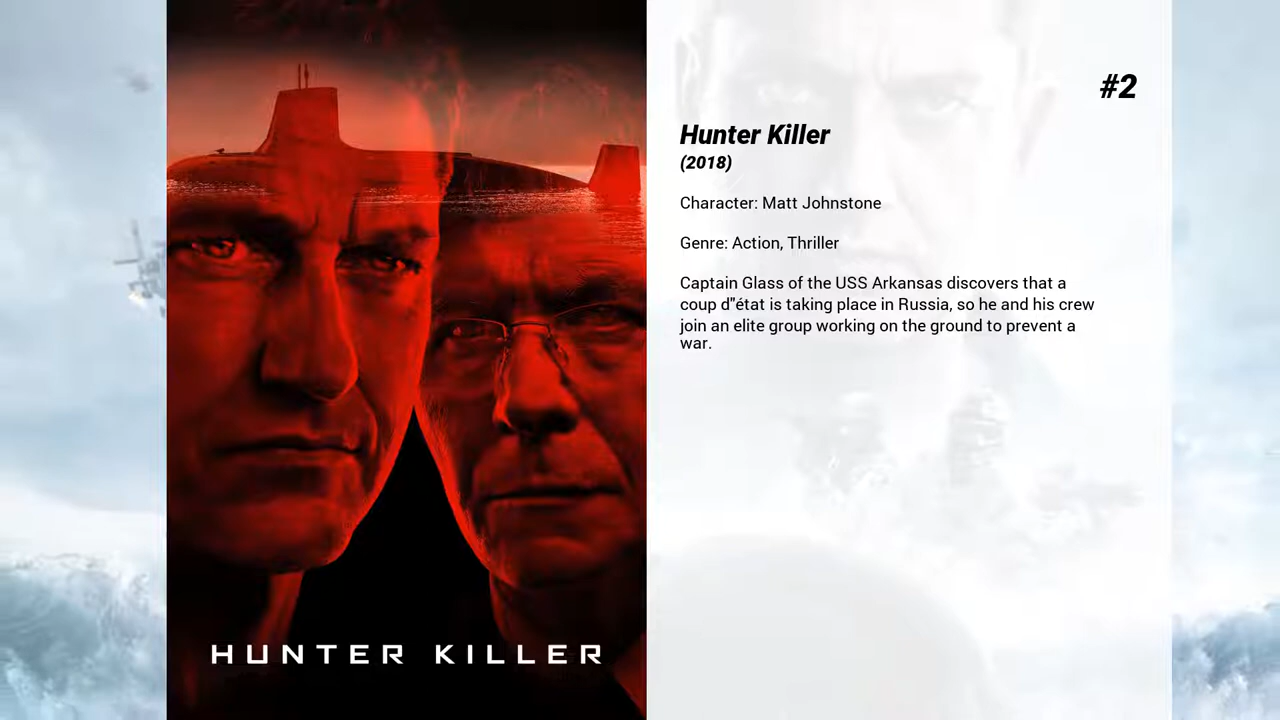 #2
Hunter Killer
(2018)
Character: Matt Johnstone
Genre: Action, Thriller
Captain Glass of the USS Arkansas discovers that a
coup d"état is taking place in Russia, so he and his crew
join an elite group working on the ground to prevent a
war.
HUNTER KILLER